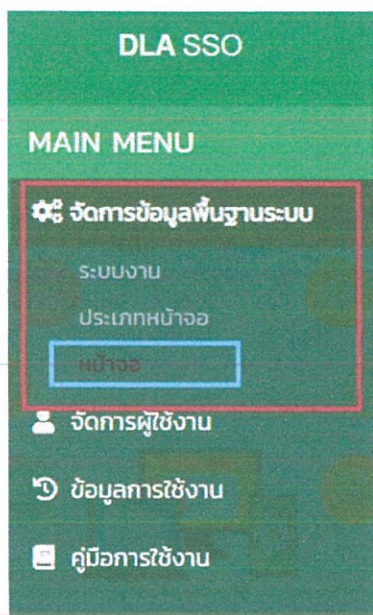 DLA SSO
MAIN MENU
จัดการข้อมูลพื้นฐานระบบ
ระบบงาน
ประเภทหน้าจอ
หน้าจอ
จัดการผู้ใช้งาน
ข้อมูลการใช้งาน
คู่มือการใช้งาน